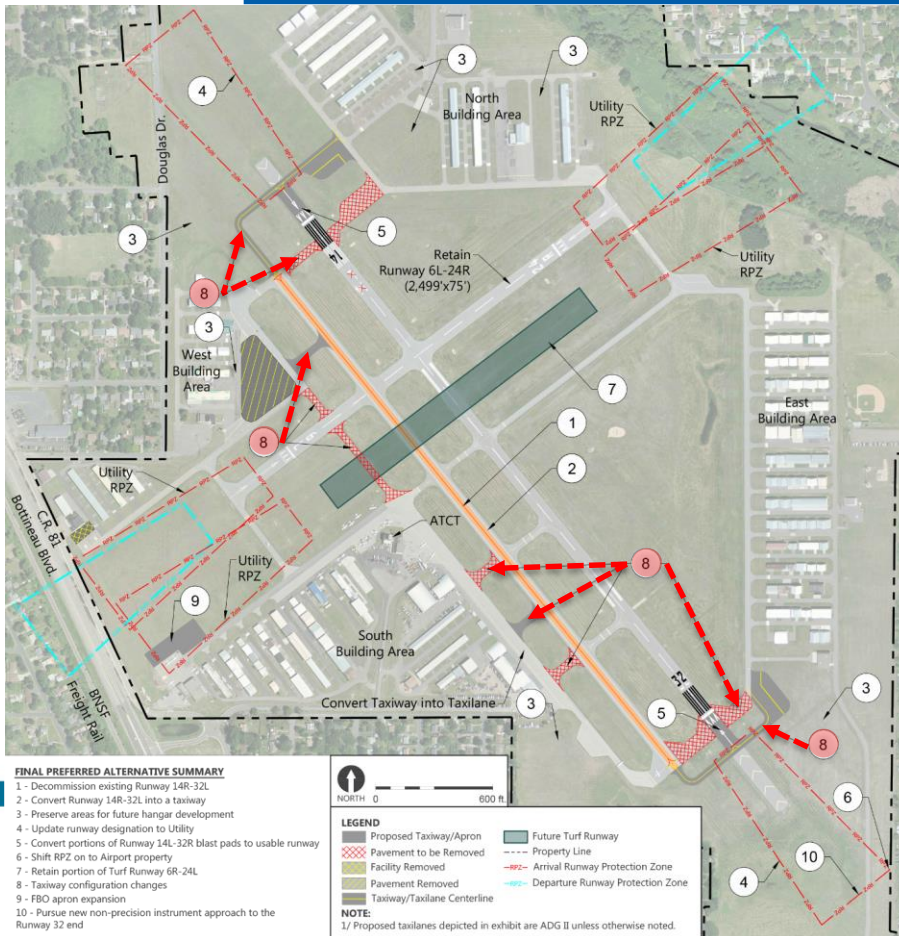 3
3
4
North
Building Area
Utility
RPZ
Douglas Dr.
5
3
14
Retain
Runway 6L-24R
(2,499'x75')
Utility
RPZ
8
3
West
Building
Area
7
8
1
East
Building Area
2
Utility
RPZ
C.R. 81
Bottineau Blvd.
ATCT
Utility
RPZ
8
9
South
Building Area
32
Convert Taxiway into Taxilane
3
5
3
8
BNSF
Freight Rail
6
10
4
FINAL PREFERRED ALTERNATIVE SUMMARY
1 - Decommission existing Runway 14R-32L
2 - Convert Runway 14R-32L into a taxiway
3 - Preserve areas for future hangar development
4 - Update runway designation to Utility
5 - Convert portions of Runway 14L-32R blast pads to usable runway
6 - Shift RPZ on to Airport property
7 - Retain portion of Turf Runway 6R-24L
8 - Taxiway configuration changes
9 - FBO apron expansion
10 - Pursue new non-precision instrument approach to the
Runway 32 end
NORTH
0 600 ft.
LEGEND
Proposed Taxiway/Apron
Pavement to be Removed
Facility Removed
Pavement Removed
Taxiway/Taxilane Centerline
Future Turf Runway
Property Line
RPZ Arrival Runway Protection Zone
RPZ Departure Runway Protection Zone
NOTE:
1/ Proposed taxilanes depicted in exhibit are ADG II unless otherwise noted.